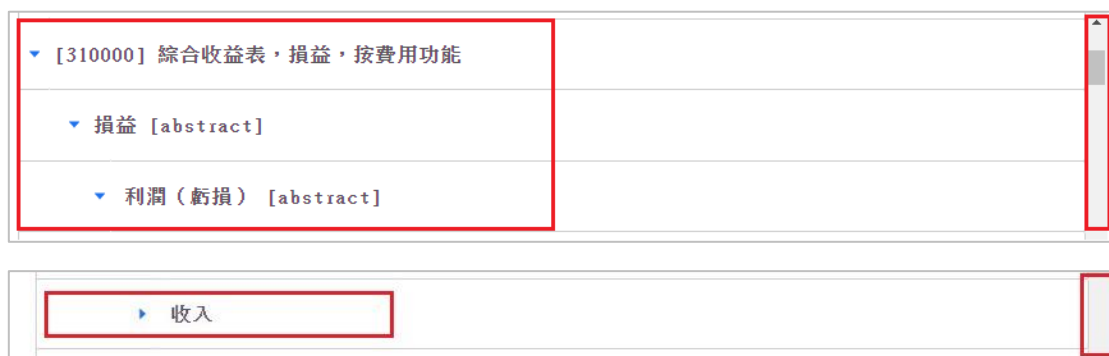 [310000] 綜合收益表，損益，按費用功能
損益 [abstract]
利潤（虧損） [abstract]
收入